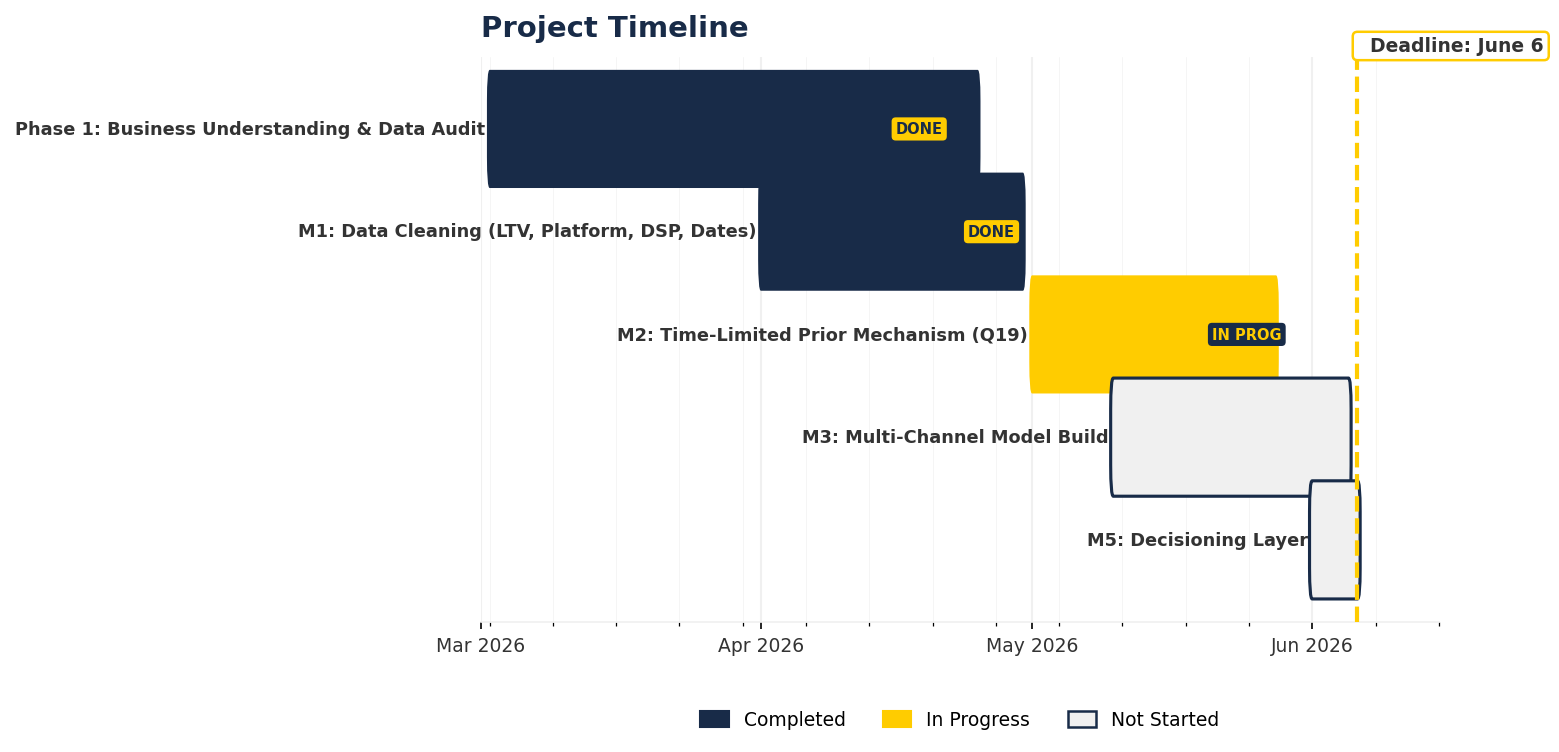 Project Timeline
Deadline: June 6
Phase 1: Business Understanding & Data Audit
DONE
M1: Data Cleaning (LTV, Platform, DSP, Dates)
DONE
M2: Time-Limited Prior Mechanism (Q19)
IN PROG
M3: Multi-Channel Model Build
M5: Decisioning Layer
Mar 2026
Apr 2026
May 2026
Jun 2026
Completed
In Progress
Not Started